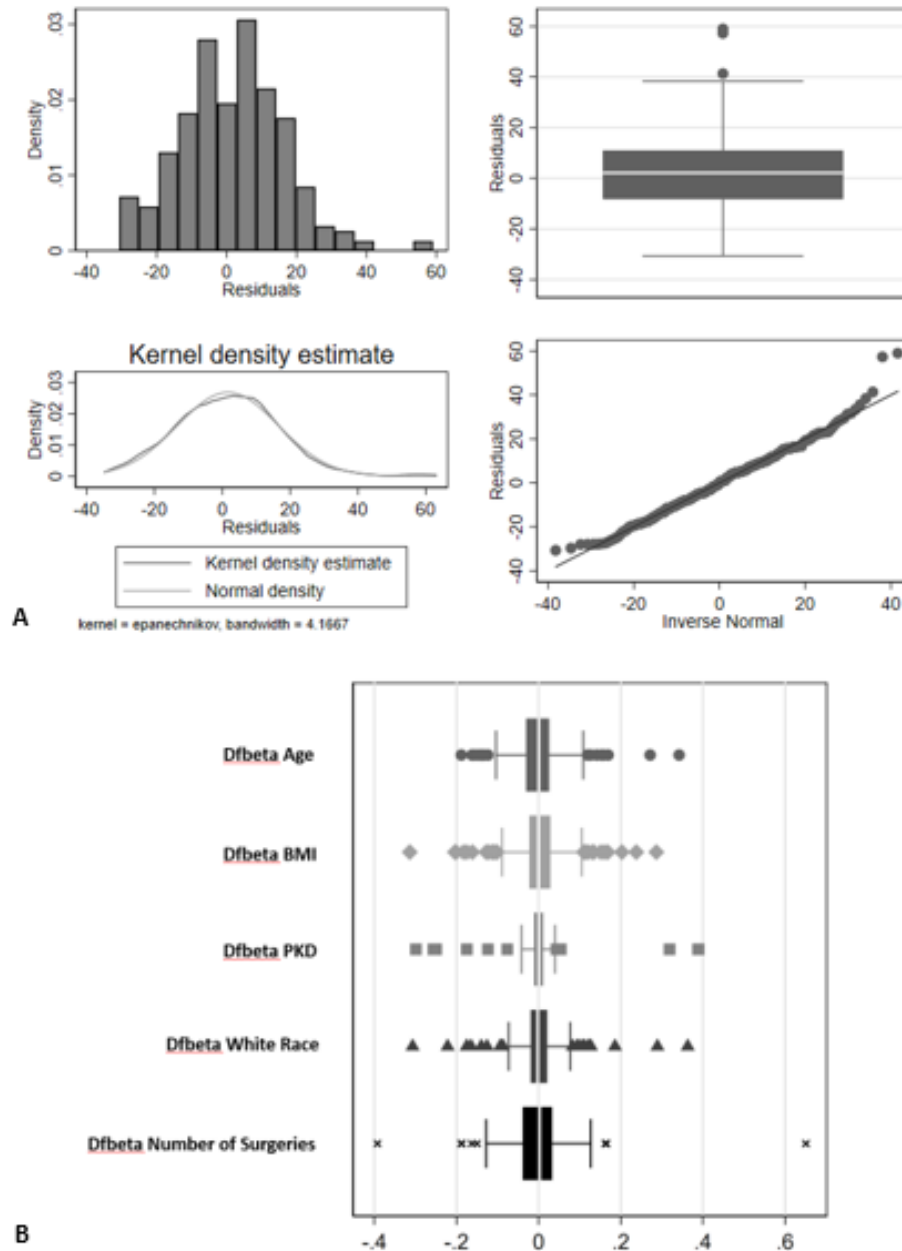 .03
.02
.01
0
Density
-40 -20 0 20 40 60
Residuals
60
40
20
0
-20
-40
Residuals
Kernel density estimate
.03
.02
.01
0
Density
-40 -20 0 20 40 60
Residuals
Kernel density estimate
Normal density
kernel = epanechnikov, bandwidth = 4.1667
60
40
20
0
-20
-40
Residuals
-40 -20 0 20 40
Inverse Normal
A
Dfbeta Age
Dfbeta BMI
Dfbeta PKD
Dfbeta White Race
Dfbeta Number of Surgeries
-.4 -.2 0 .2 .4 .6
B